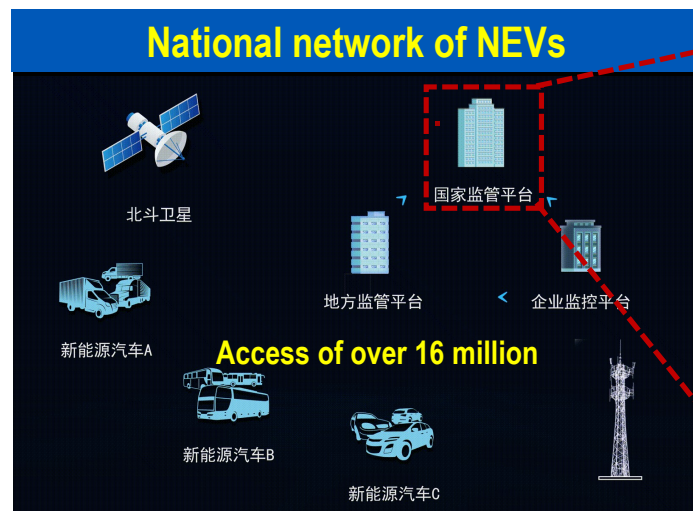 National network of NEVs
北斗卫星
国家监管平台
地方监管平台
企业监控平台
新能源汽车A
Access of over 16 million
新能源汽车B
新能源汽车C